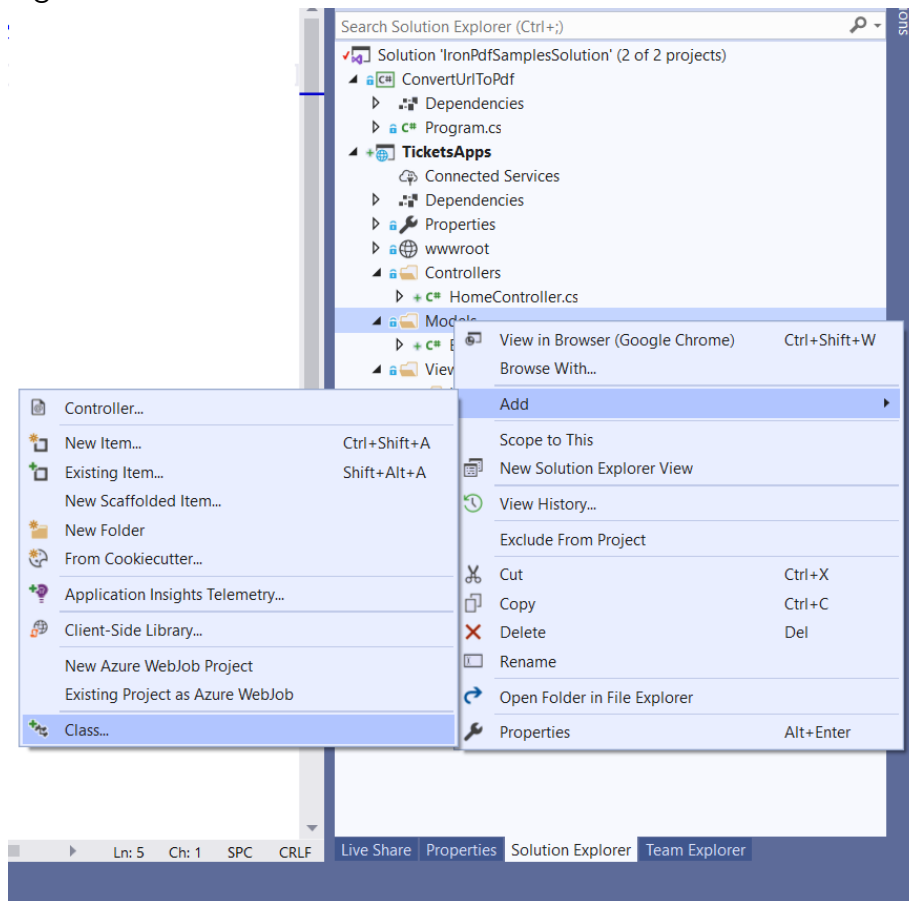 Search Solution Explorer (Ctrl+;)
Solution 'IronPdfSamplesSolution' (2 of 2 projects)
C# ConvertUrlToPdf
Dependencies
C# Program.cs
TicketsApps
Connected Services
Dependencies
Properties
wwwroot
Controllers
C# HomeController.cs
Models
C#
View in Browser (Google Chrome) Ctrl+Shift+W
Browse With...
Add
Scope to This
New Solution Explorer View
View History...
Exclude From Project
Cut Ctrl+X
Copy Ctrl+C
Delete Del
Rename
Open Folder in File Explorer
Properties Alt+Enter
Controller...
New Item... Ctrl+Shift+A
Existing Item... Shift+Alt+A
New Scaffolded Item...
New Folder
From Cookiecutter...
Application Insights Telemetry...
Client-Side Library...
New Azure WebJob Project
Existing Project as Azure WebJob
Class...
Ln: 5 Ch: 1 SPC CRLF
Live Share Properties Solution Explorer Team Explorer